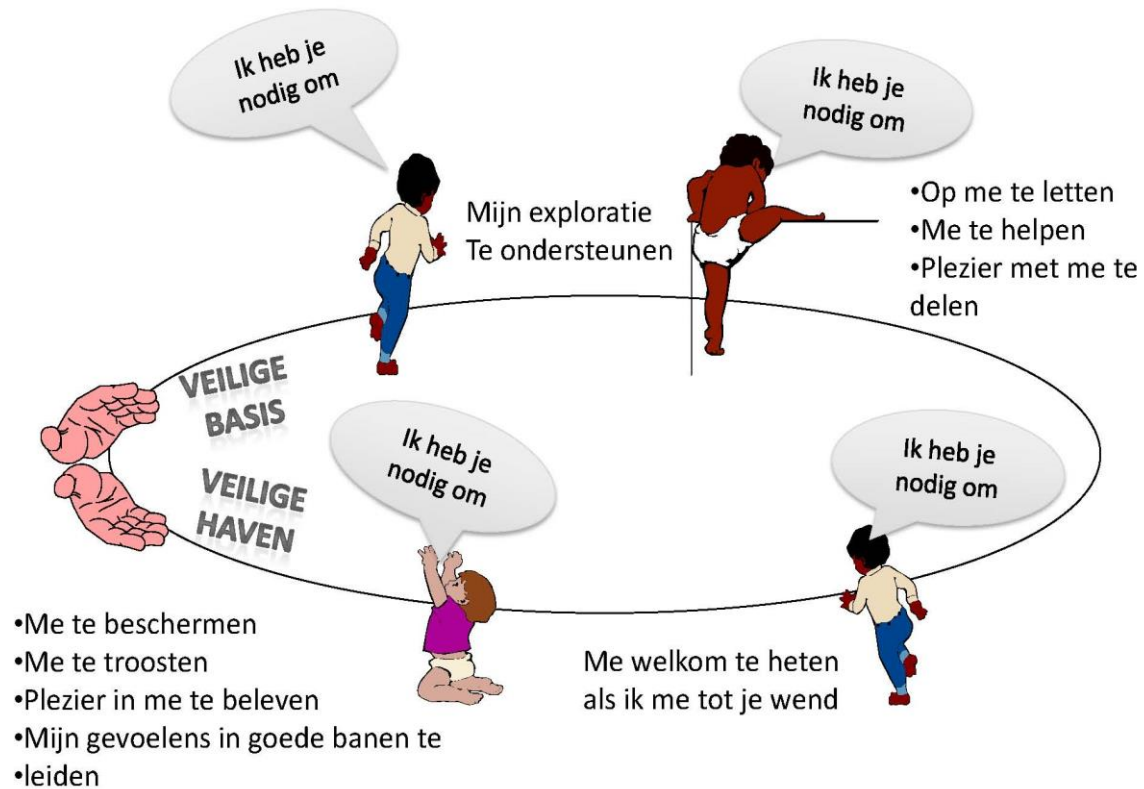 Ik heb je
nodig om
Mijn exploratie
Te ondersteunen
Ik heb je
nodig om
•Op me te letten
•Me te helpen
•Plezier met me te
delen
VEILIGE
BASIS
VEILIGE
HAVEN
Ik heb je
nodig om
•Me te beschermen
•Me te troosten
•Plezier in me te beleven
•Mijn gevoelens in goede banen te
•leiden
Ik heb je
nodig om
Me welkom te heten
als ik me tot je wend